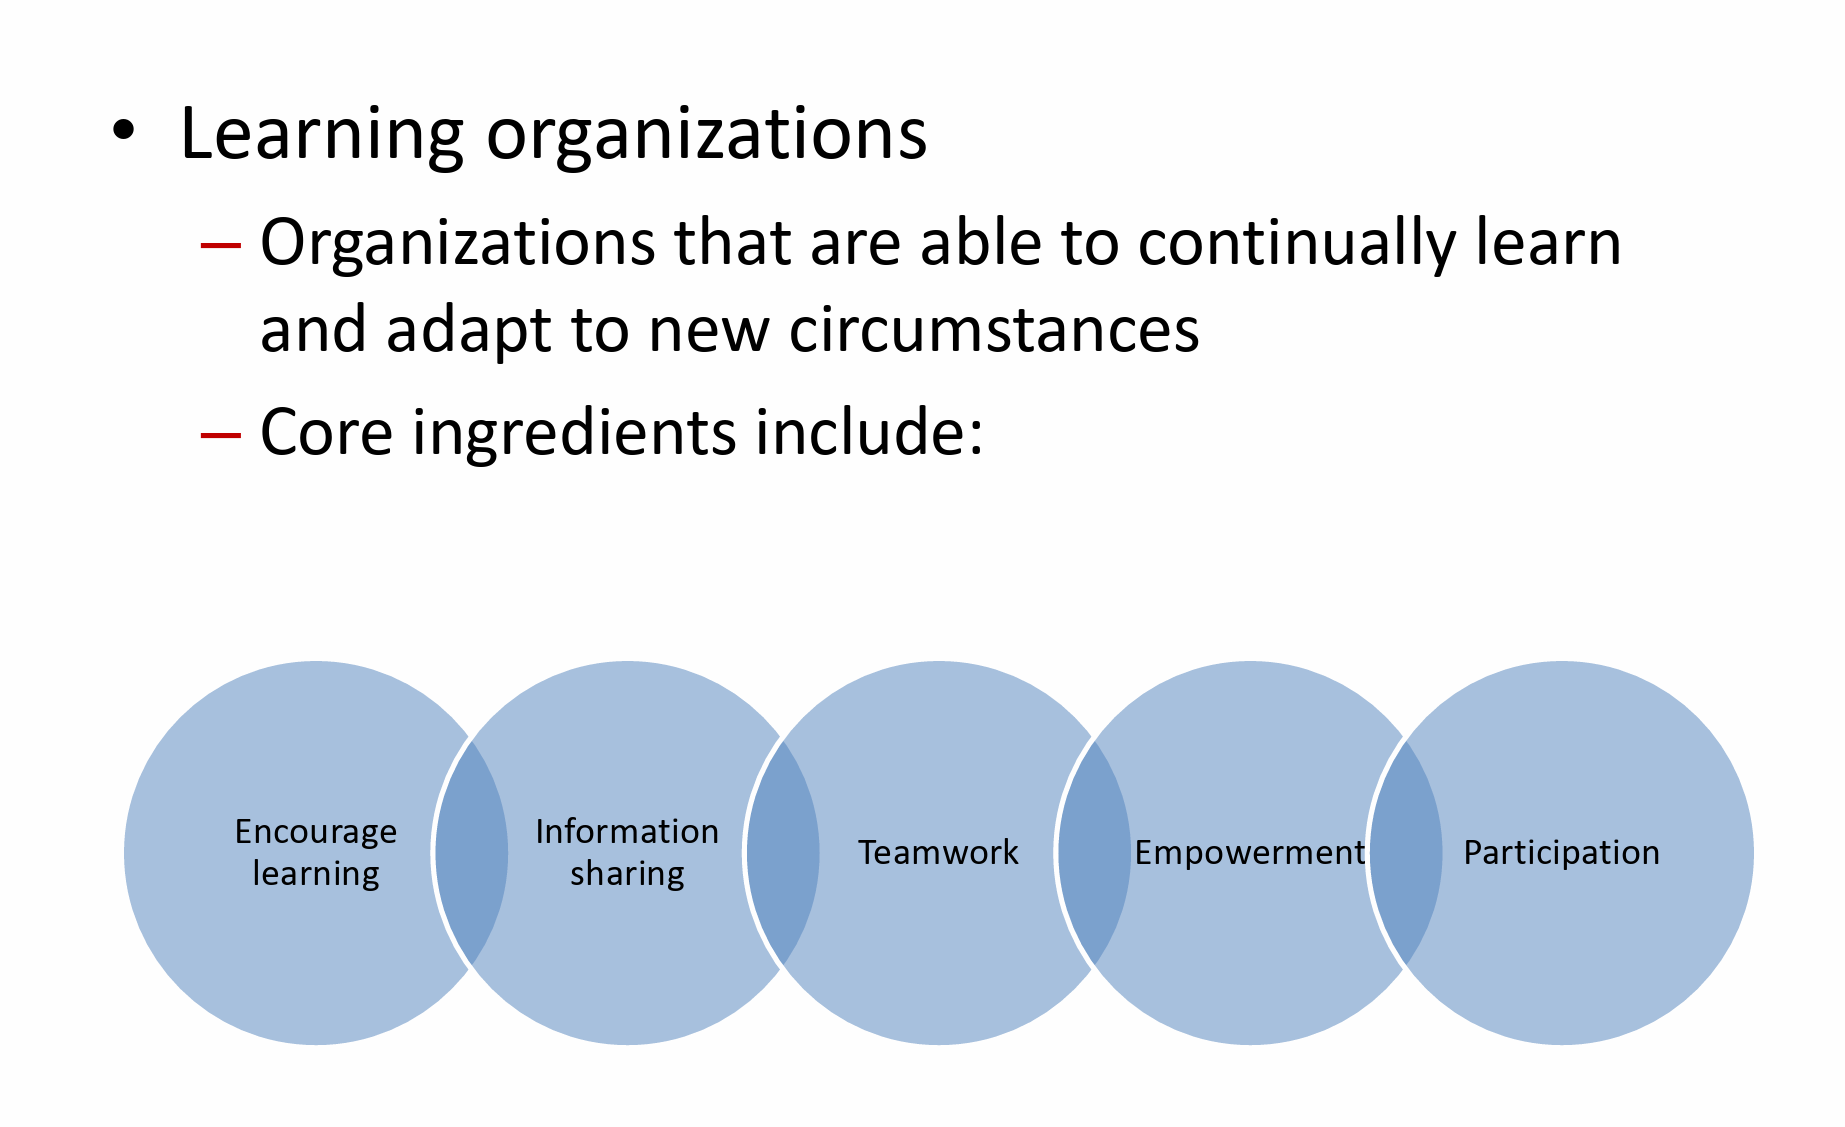 • Learning organizations
– Organizations that are able to continually learn
and adapt to new circumstances
– Core ingredients include:
Encourage
learning
Information
sharing
Teamwork
Empowerment
Participation